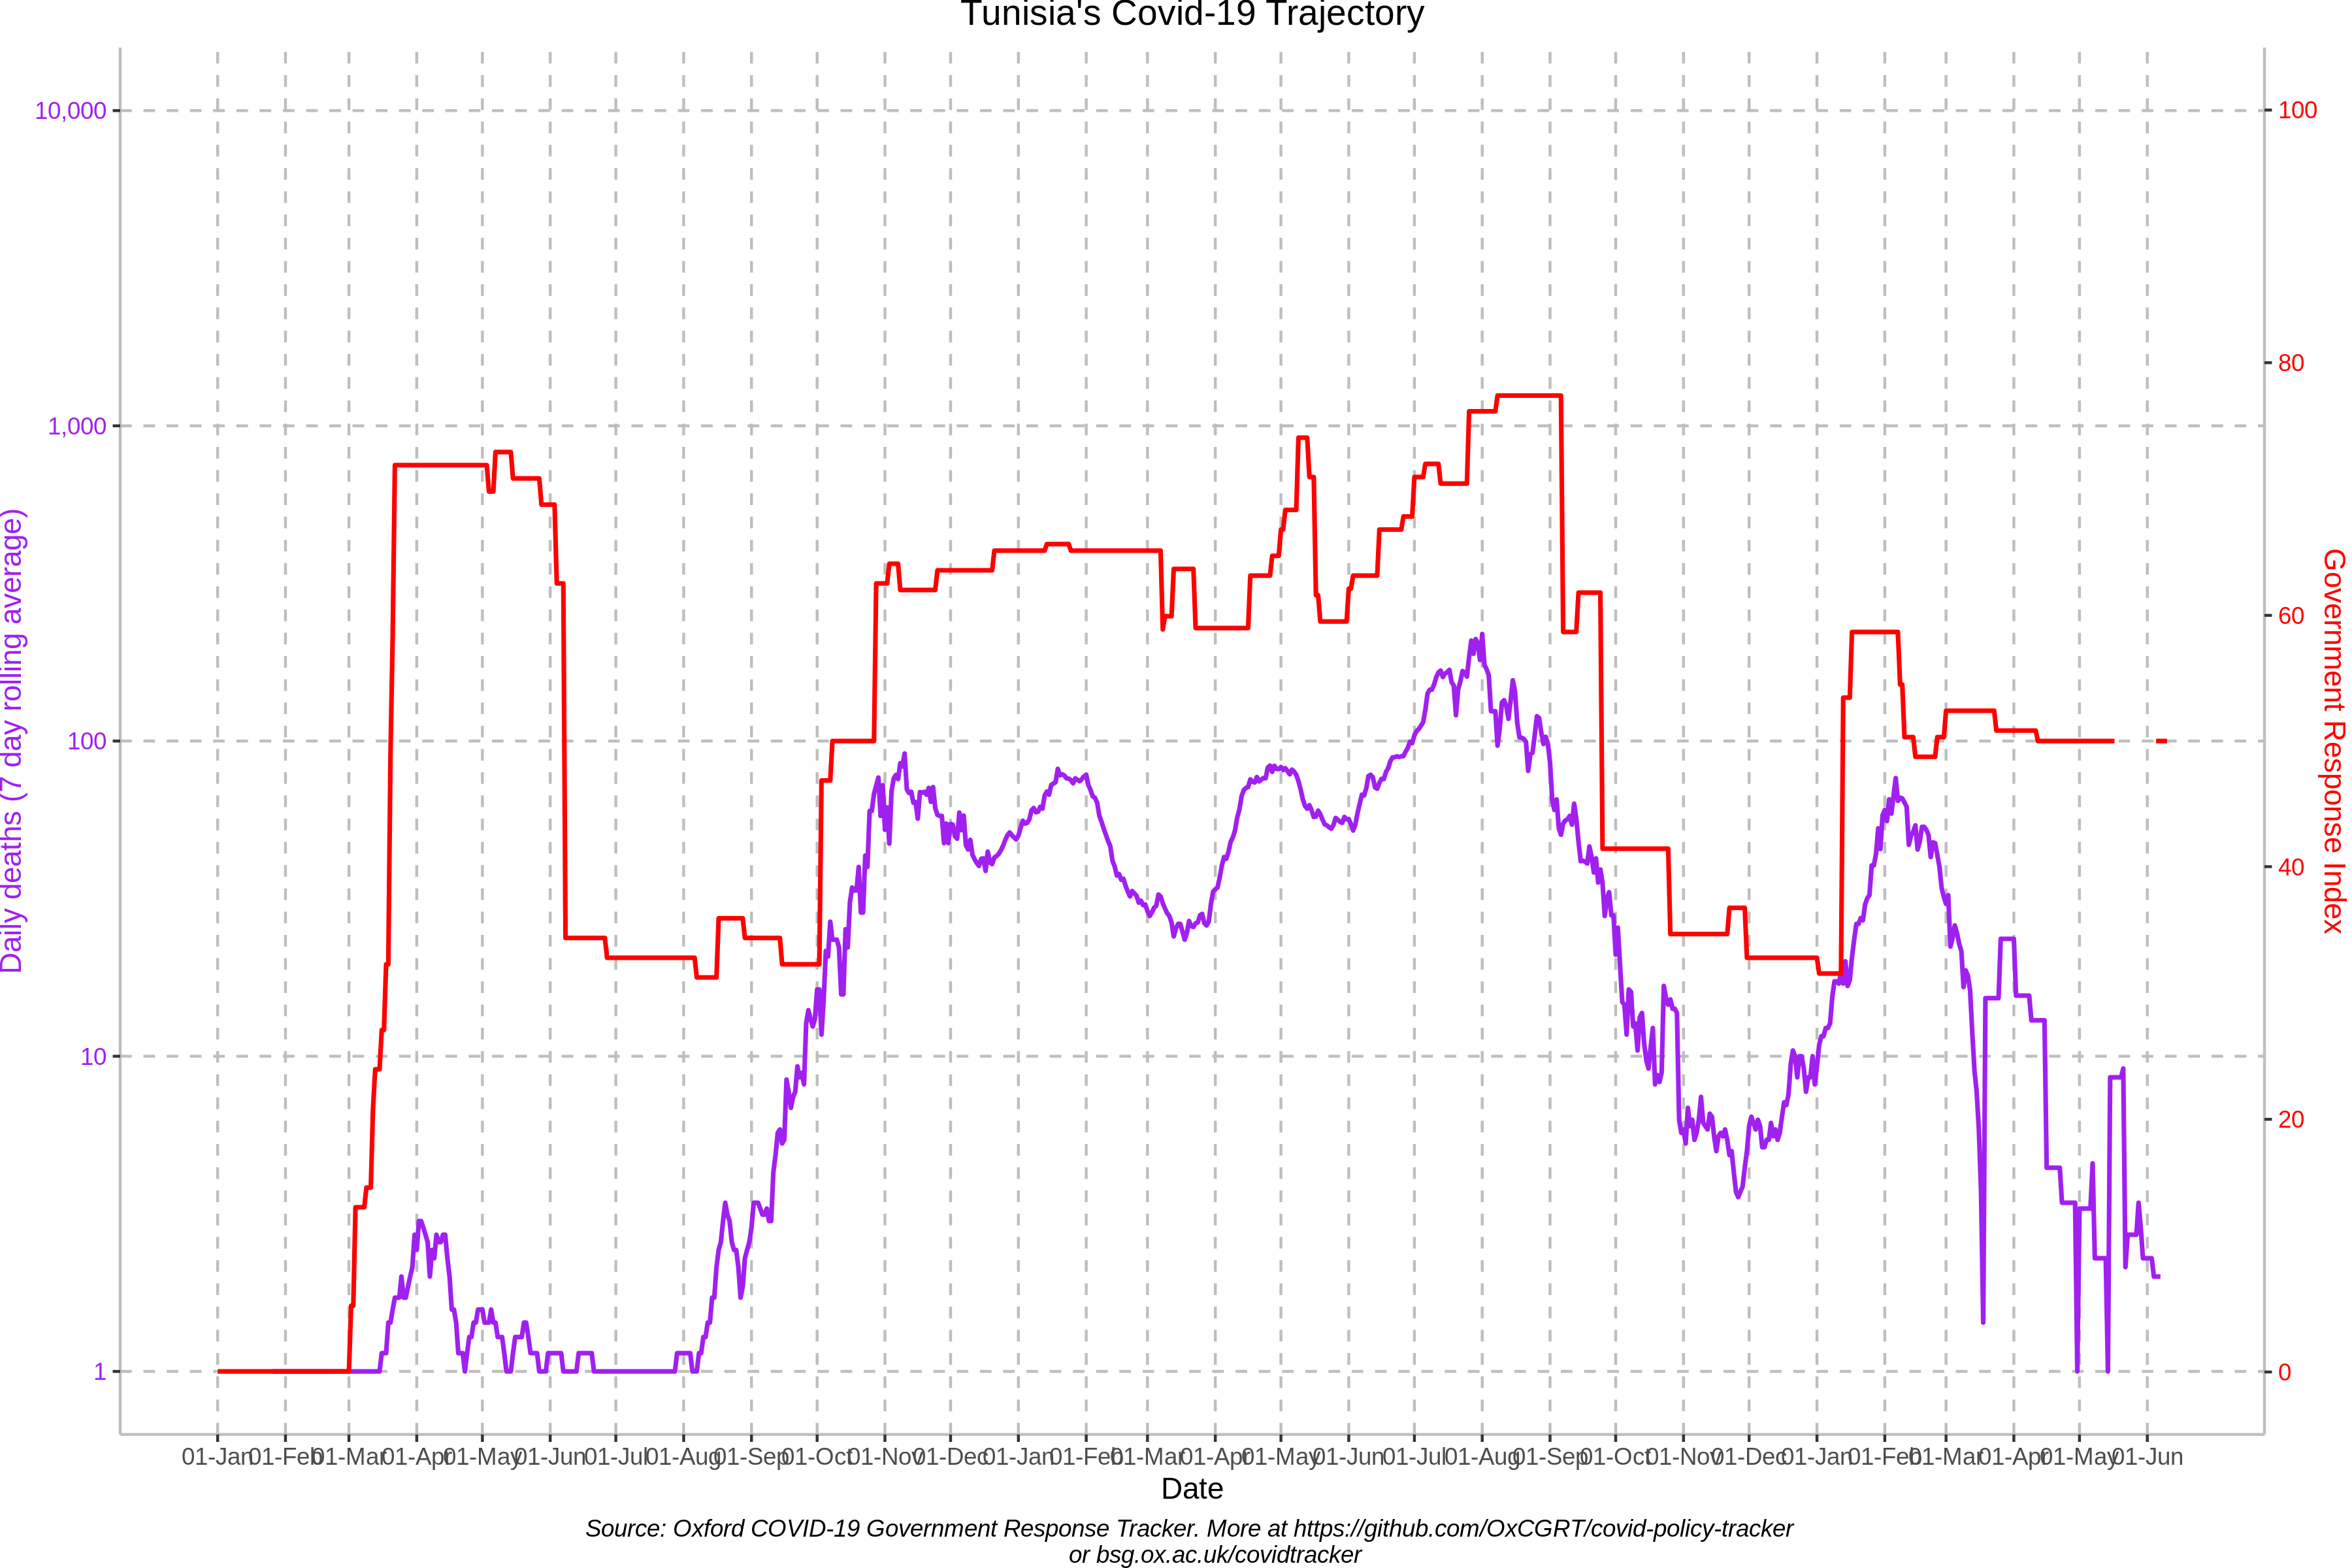 Tunisia's Covid-19 Trajectory
Daily deaths (7 day rolling average)
10,000
1,000
100
10
1
Government Response Index
100
80
60
40
20
0
01-Jan 01-Feb 01-Mar 01-Apr 01-May 01-Jun 01-Jul 01-Aug 01-Sep 01-Oct 01-Nov 01-Dec 01-Jan 01-Feb 01-Mar 01-Apr 01-May 01-Jun 01-Jul 01-Aug 01-Sep 01-Oct 01-Nov 01-Dec 01-Jan 01-Feb 01-Mar 01-Apr 01-May 01-Jun
Date
Source: Oxford COVID-19 Government Response Tracker. More at https://github.com/OxCGRT/covid-policy-tracker
or bsg.ox.ac.uk/covidtracker